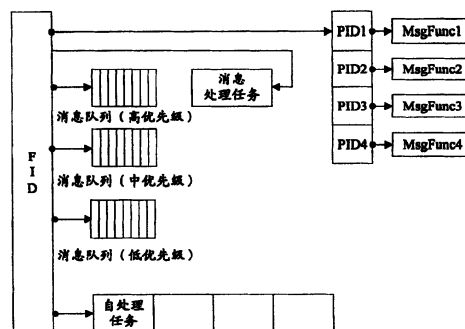 PID1
MsgFunc1
PID2
MsgFunc2
PID3
MsgFunc3
PID4
MsgFunc4
消息
处理任务
消息队列（高优先级）
消息队列（中优先级）
消息队列（低优先级）
FID
自处理
任务